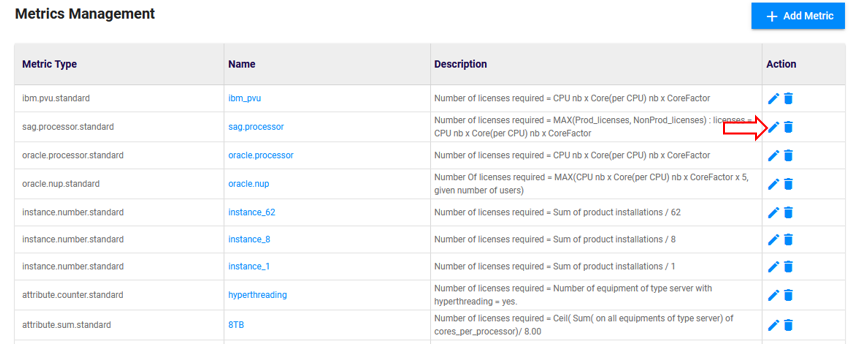 Metrics Management
+ Add Metric
Metric Type Name Description Action
ibm.pvu.standard ibm_pvu Number of licenses required = CPU nb x Core(per CPU) nb x CoreFactor
sag.processor.standard sag.processor Number of licenses required = MAX(Prod_licenses, NonProd_licenses) : licenses =
CPU nb x Core(per CPU) nb x CoreFactor
oracle.processor.standard oracle.processor Number of licenses required = CPU nb x Core(per CPU) nb x CoreFactor
oracle.nup.standard oracle.nup Number Of licenses required = MAX(CPU nb x Core(per CPU) nb x CoreFactor x 5,
given number of users)
instance.number.standard instance_62 Number of licenses required = Sum of product installations / 62
instance.number.standard instance_8 Number of licenses required = Sum of product installations / 8
instance.number.standard instance_1 Number of licenses required = Sum of product installations / 1
attribute.counter.standard hyperthreading Number of licenses required = Number of equipment of type server with
hyperthreading = yes.
attribute.sum.standard 8TB Number of licenses required = Ceil( Sum( on all equipments of type server) of
cores_per_processor)/ 8.00